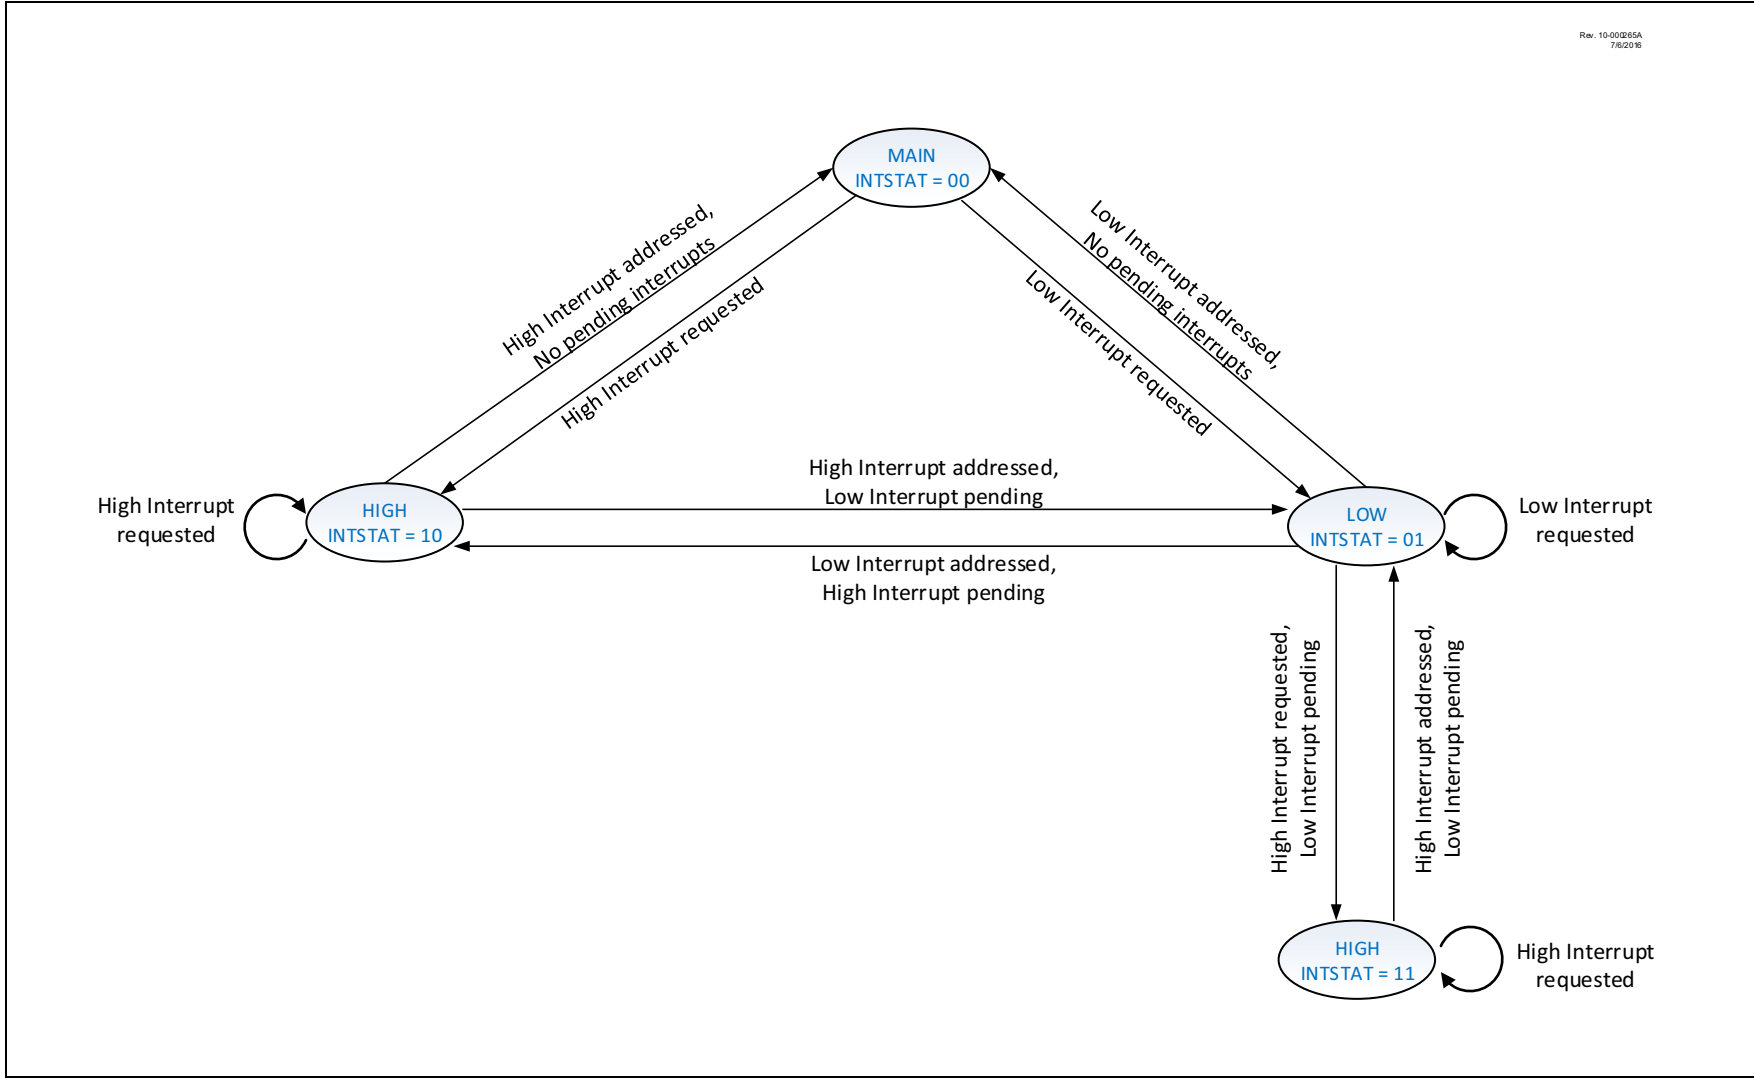 Rev. 10-000265A
7/6/2016
MAIN
INTSTAT = 00
High Interrupt addressed,
No pending interrupts
High Interrupt requested
Low Interrupt addressed,
No pending interrupts
Low Interrupt requested
High Interrupt addressed,
Low Interrupt pending
High Interrupt
requested
HIGH
INTSTAT = 10
LOW
INTSTAT = 01
Low Interrupt
requested
Low Interrupt addressed,
High Interrupt pending
High Interrupt requested,
Low Interrupt pending
High Interrupt addressed,
Low Interrupt pending
HIGH
INTSTAT = 11
High Interrupt
requested